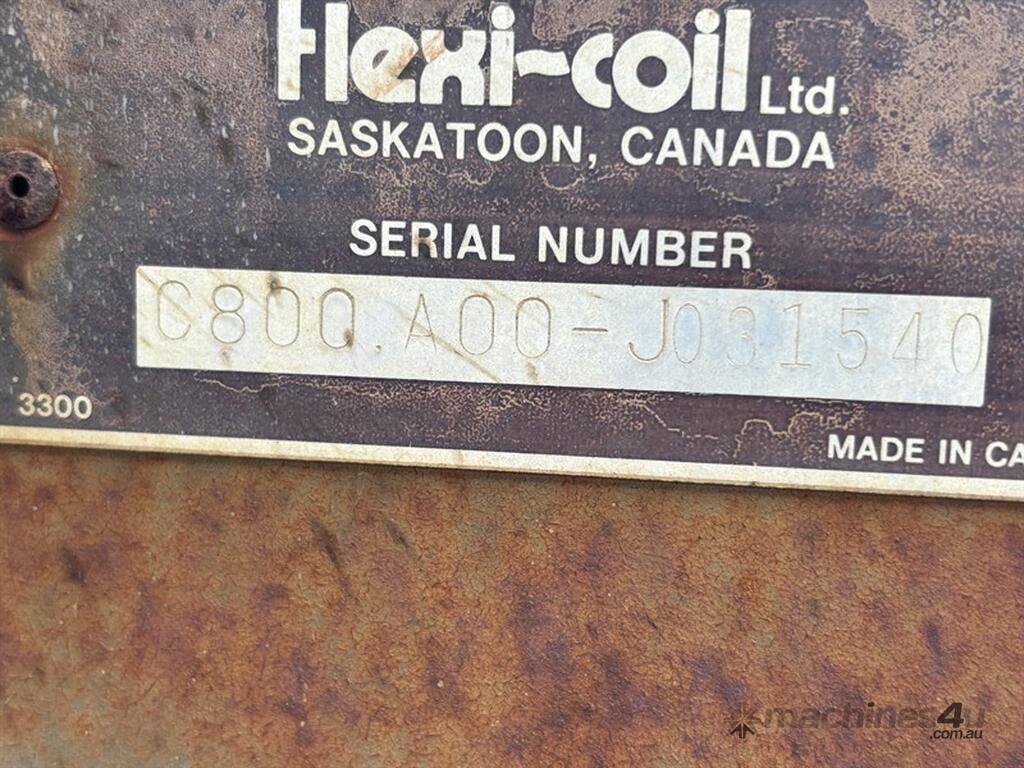 flexi-coil Ltd.
SASKATOON, CANADA
SERIAL NUMBER
C800.A00-J031540
3300
MADE IN CA
machines4u
.com.au